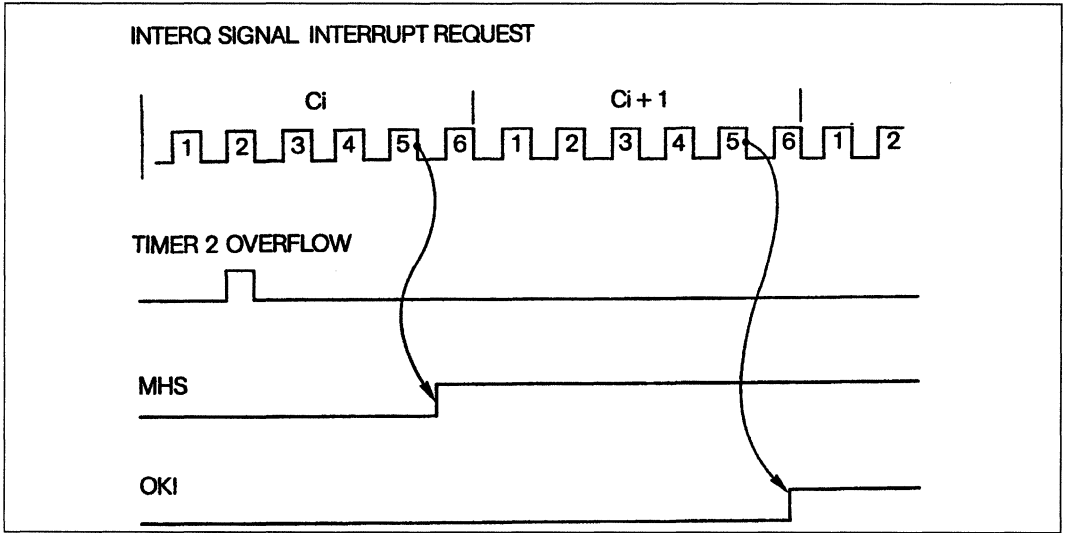 INTERQ SIGNAL INTERRUPT REQUEST
Ci Ci + 1
1 2 3 4 5 6 1 2 3 4 5 6 1 2
TIMER 2 OVERFLOW
MHS
OKI